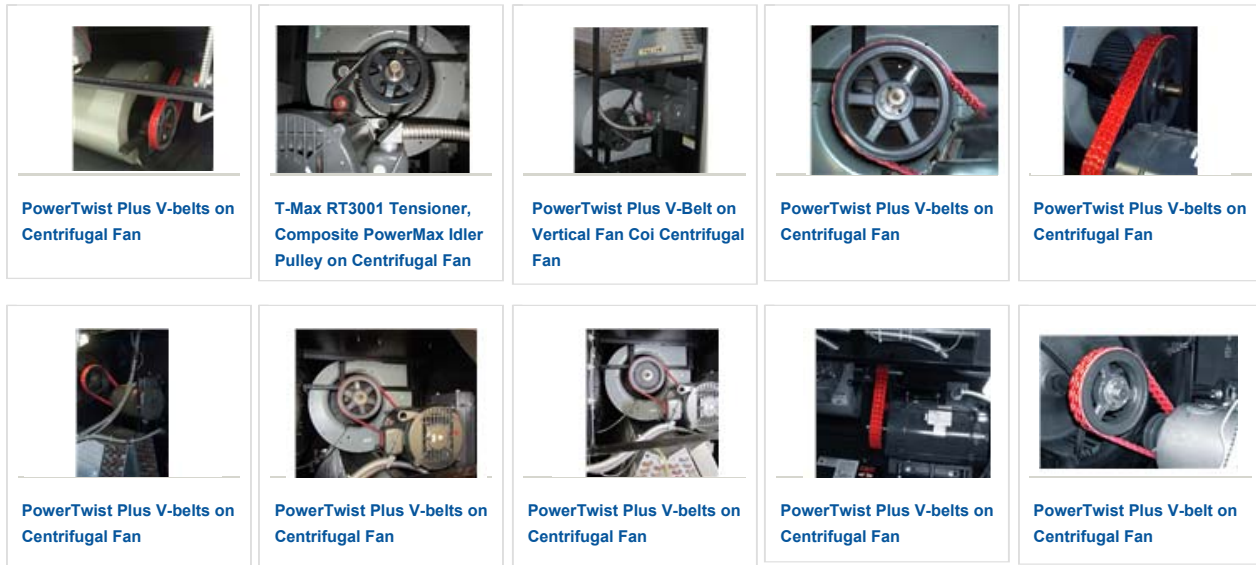 PowerTwist Plus V-belts on
Centrifugal Fan
T-Max RT3001 Tensioner,
Composite PowerMax Idler
Pulley on Centrifugal Fan
PowerTwist Plus V-Belt on
Vertical Fan Coi Centrifugal
Fan
PowerTwist Plus V-belts on
Centrifugal Fan
PowerTwist Plus V-belts on
Centrifugal Fan
PowerTwist Plus V-belts on
Centrifugal Fan
PowerTwist Plus V-belts on
Centrifugal Fan
PowerTwist Plus V-belts on
Centrifugal Fan
PowerTwist Plus V-belts on
Centrifugal Fan
PowerTwist Plus V-belt on
Centrifugal Fan